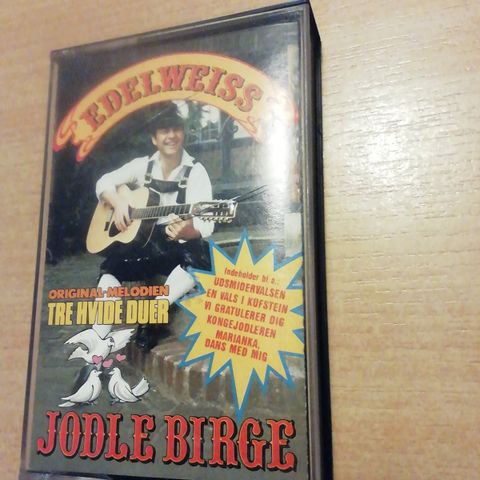 EDELWEISS
ORIGINAL-MELODIEN
TRE HVIDE DUER
Indeholder bl. a.:
UDSMIDERVALSEN
EN VALS I KUFSTEIN
VI GRATULERER DIG
KONGEJODLEREN
MARIANKA,
DANS MED MIG
JODLE BIRGE